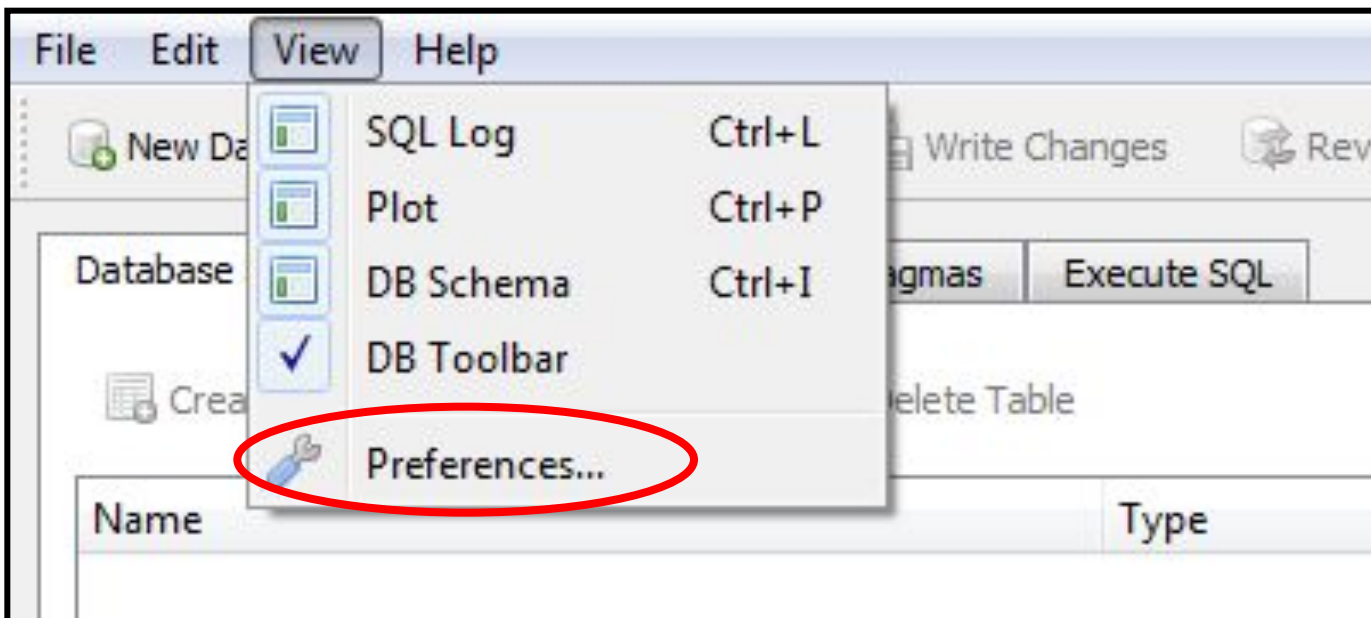 File Edit View Help
New Da Write Changes Rev
SQL Log Ctrl+L
Plot Ctrl+P
Database agmas Execute SQL
DB Schema Ctrl+I
DB Toolbar
Crea elete Table
Preferences...
Name Type